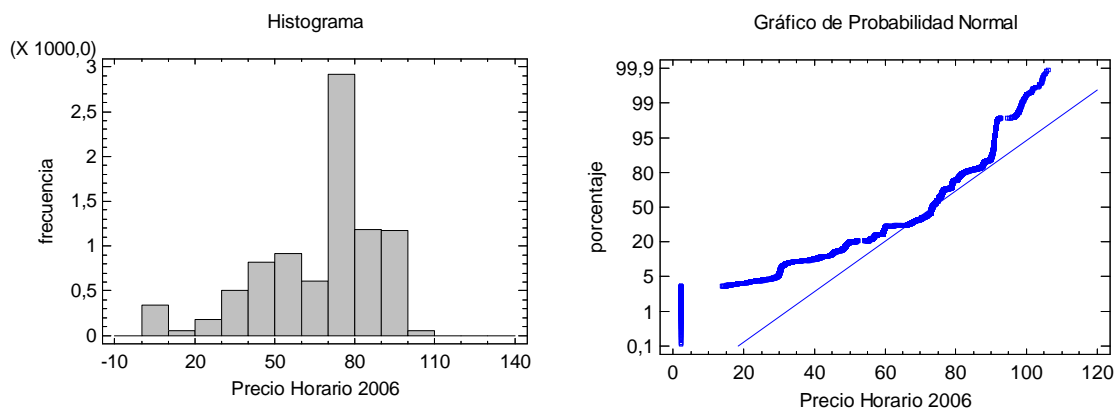 Histograma
(X 1000,0)
3
2,5
2
1,5
1
0,5
0
frecuencia
-10 20 50 80 110 140
Precio Horario 2006
Gráfico de Probabilidad Normal
99,9
99
95
80
50
20
5
1
0,1
porcentaje
0 20 40 60 80 100 120
Precio Horario 2006